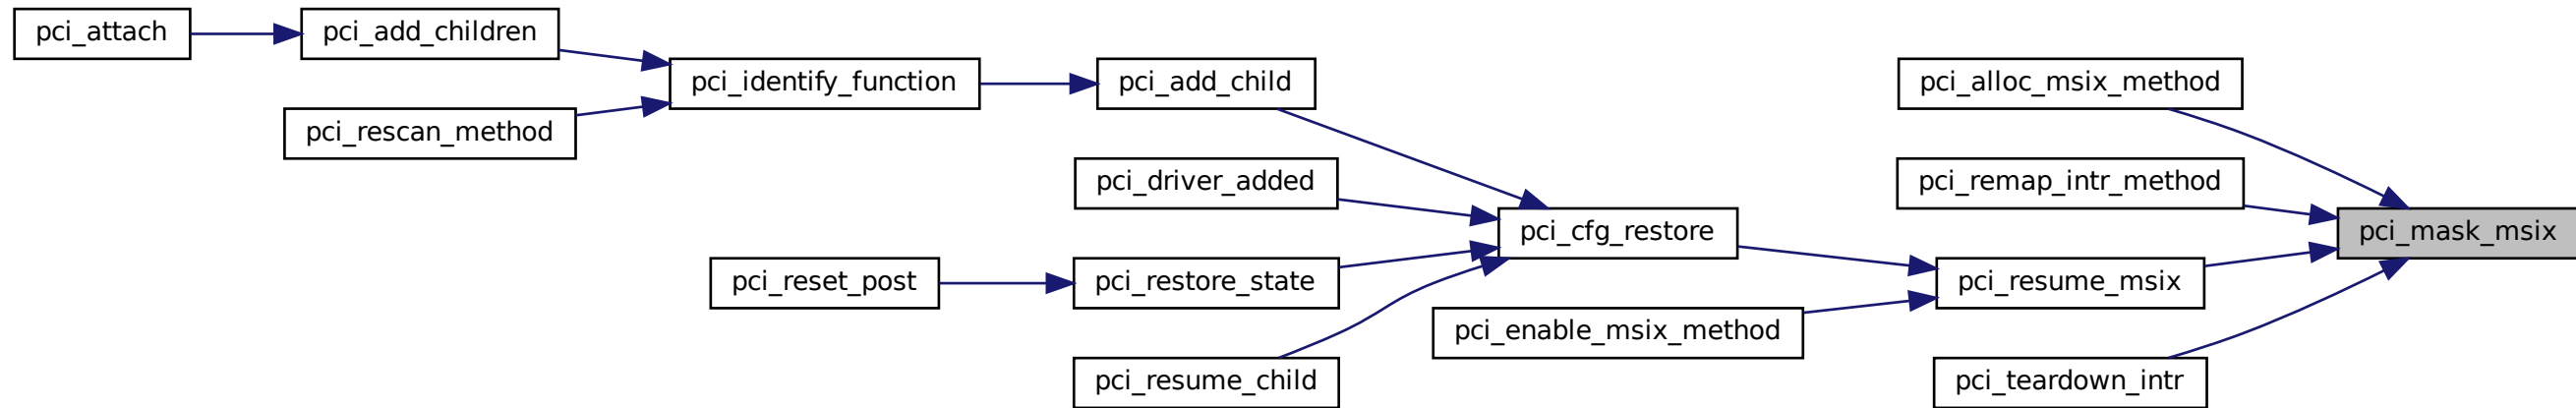 pci_attach
pci_add_children
pci_identify_function
pci_add_child
pci_alloc_msix_method
pci_rescan_method
pci_driver_added
pci_remap_intr_method
pci_cfg_restore
pci_mask_msix
pci_reset_post
pci_restore_state
pci_resume_msix
pci_enable_msix_method
pci_resume_child
pci_teardown_intr